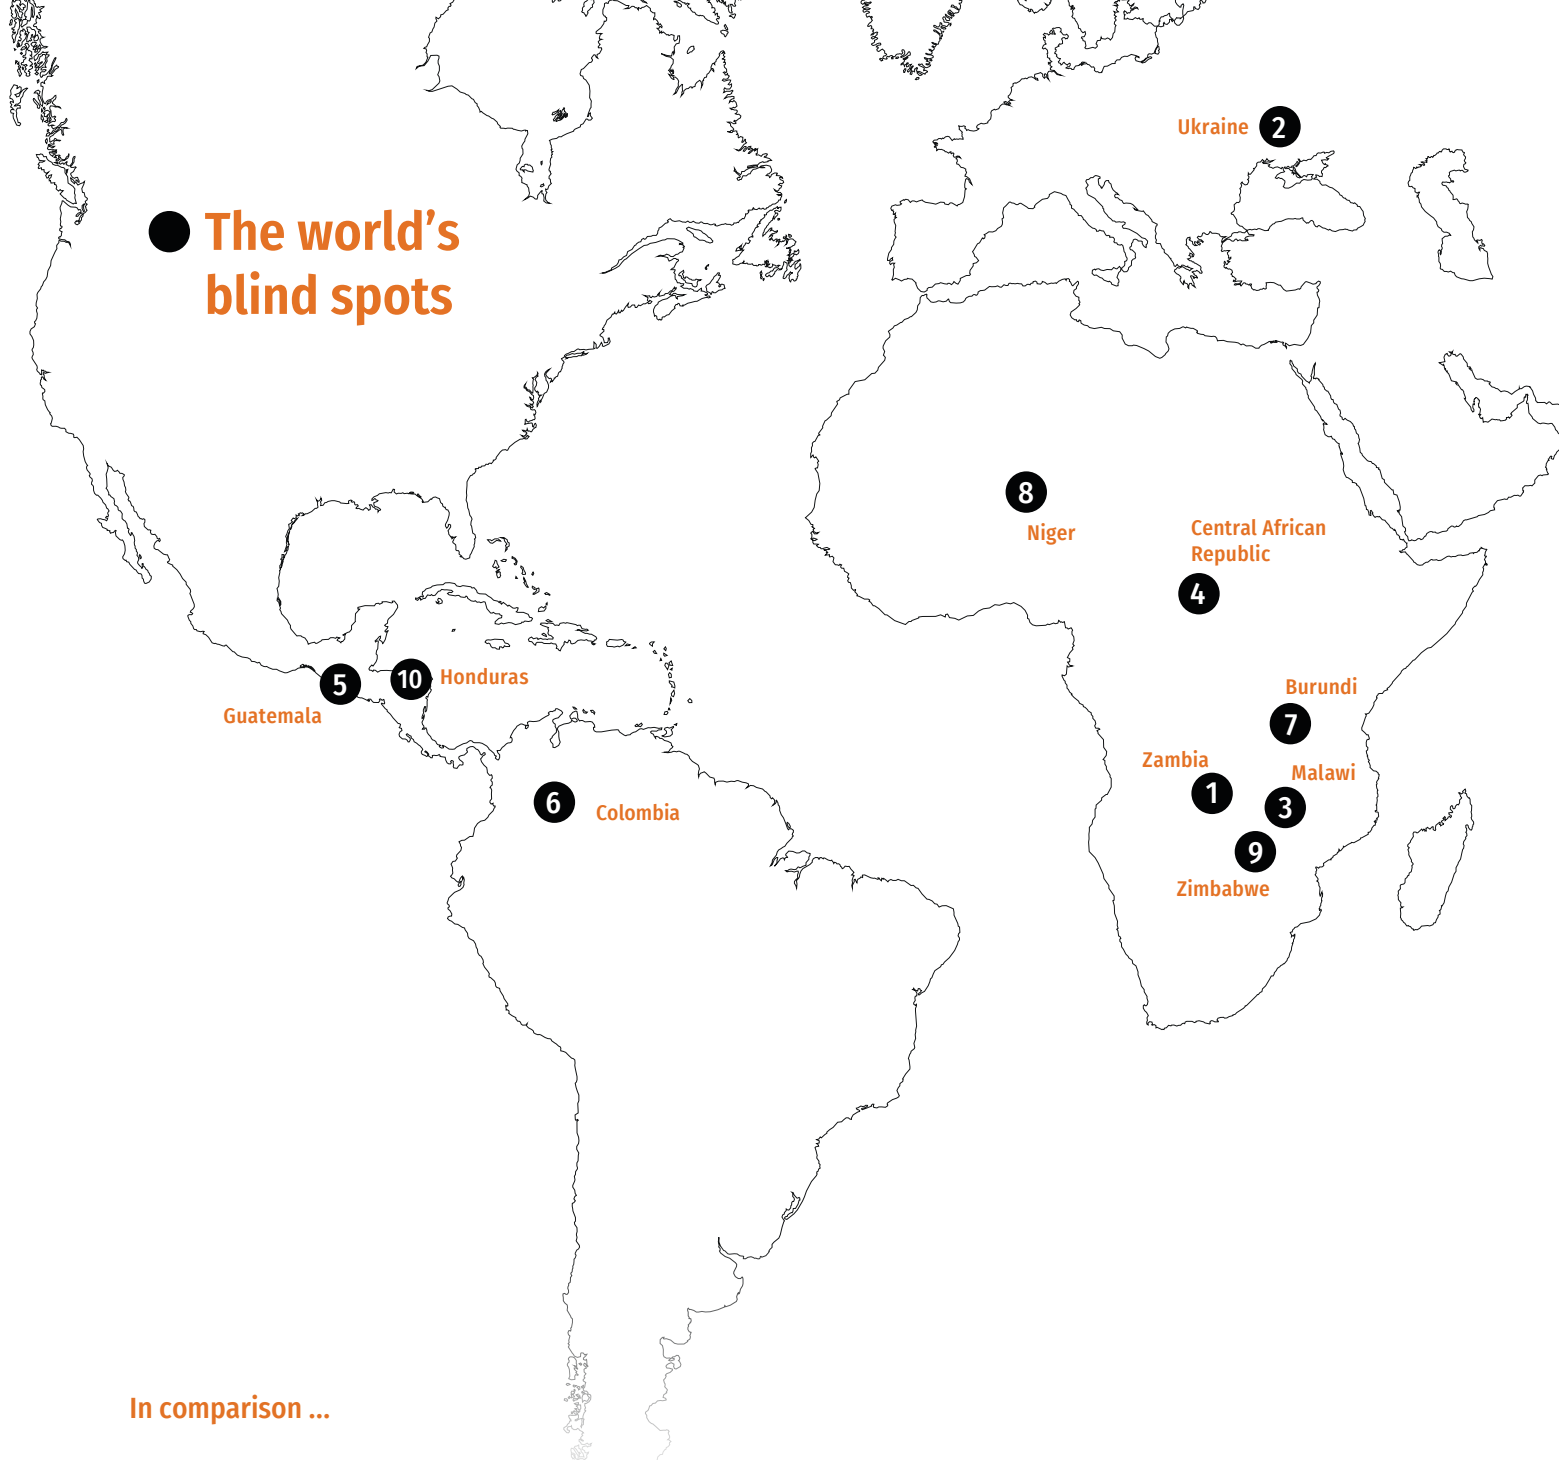 Ukraine 2
The world's
blind spots
8
Niger
Central African
Republic
4
5
Guatemala
10 Honduras
Burundi
7
Zambia
1
Malawi
3
6
Colombia
9
Zimbabwe
In comparison ...